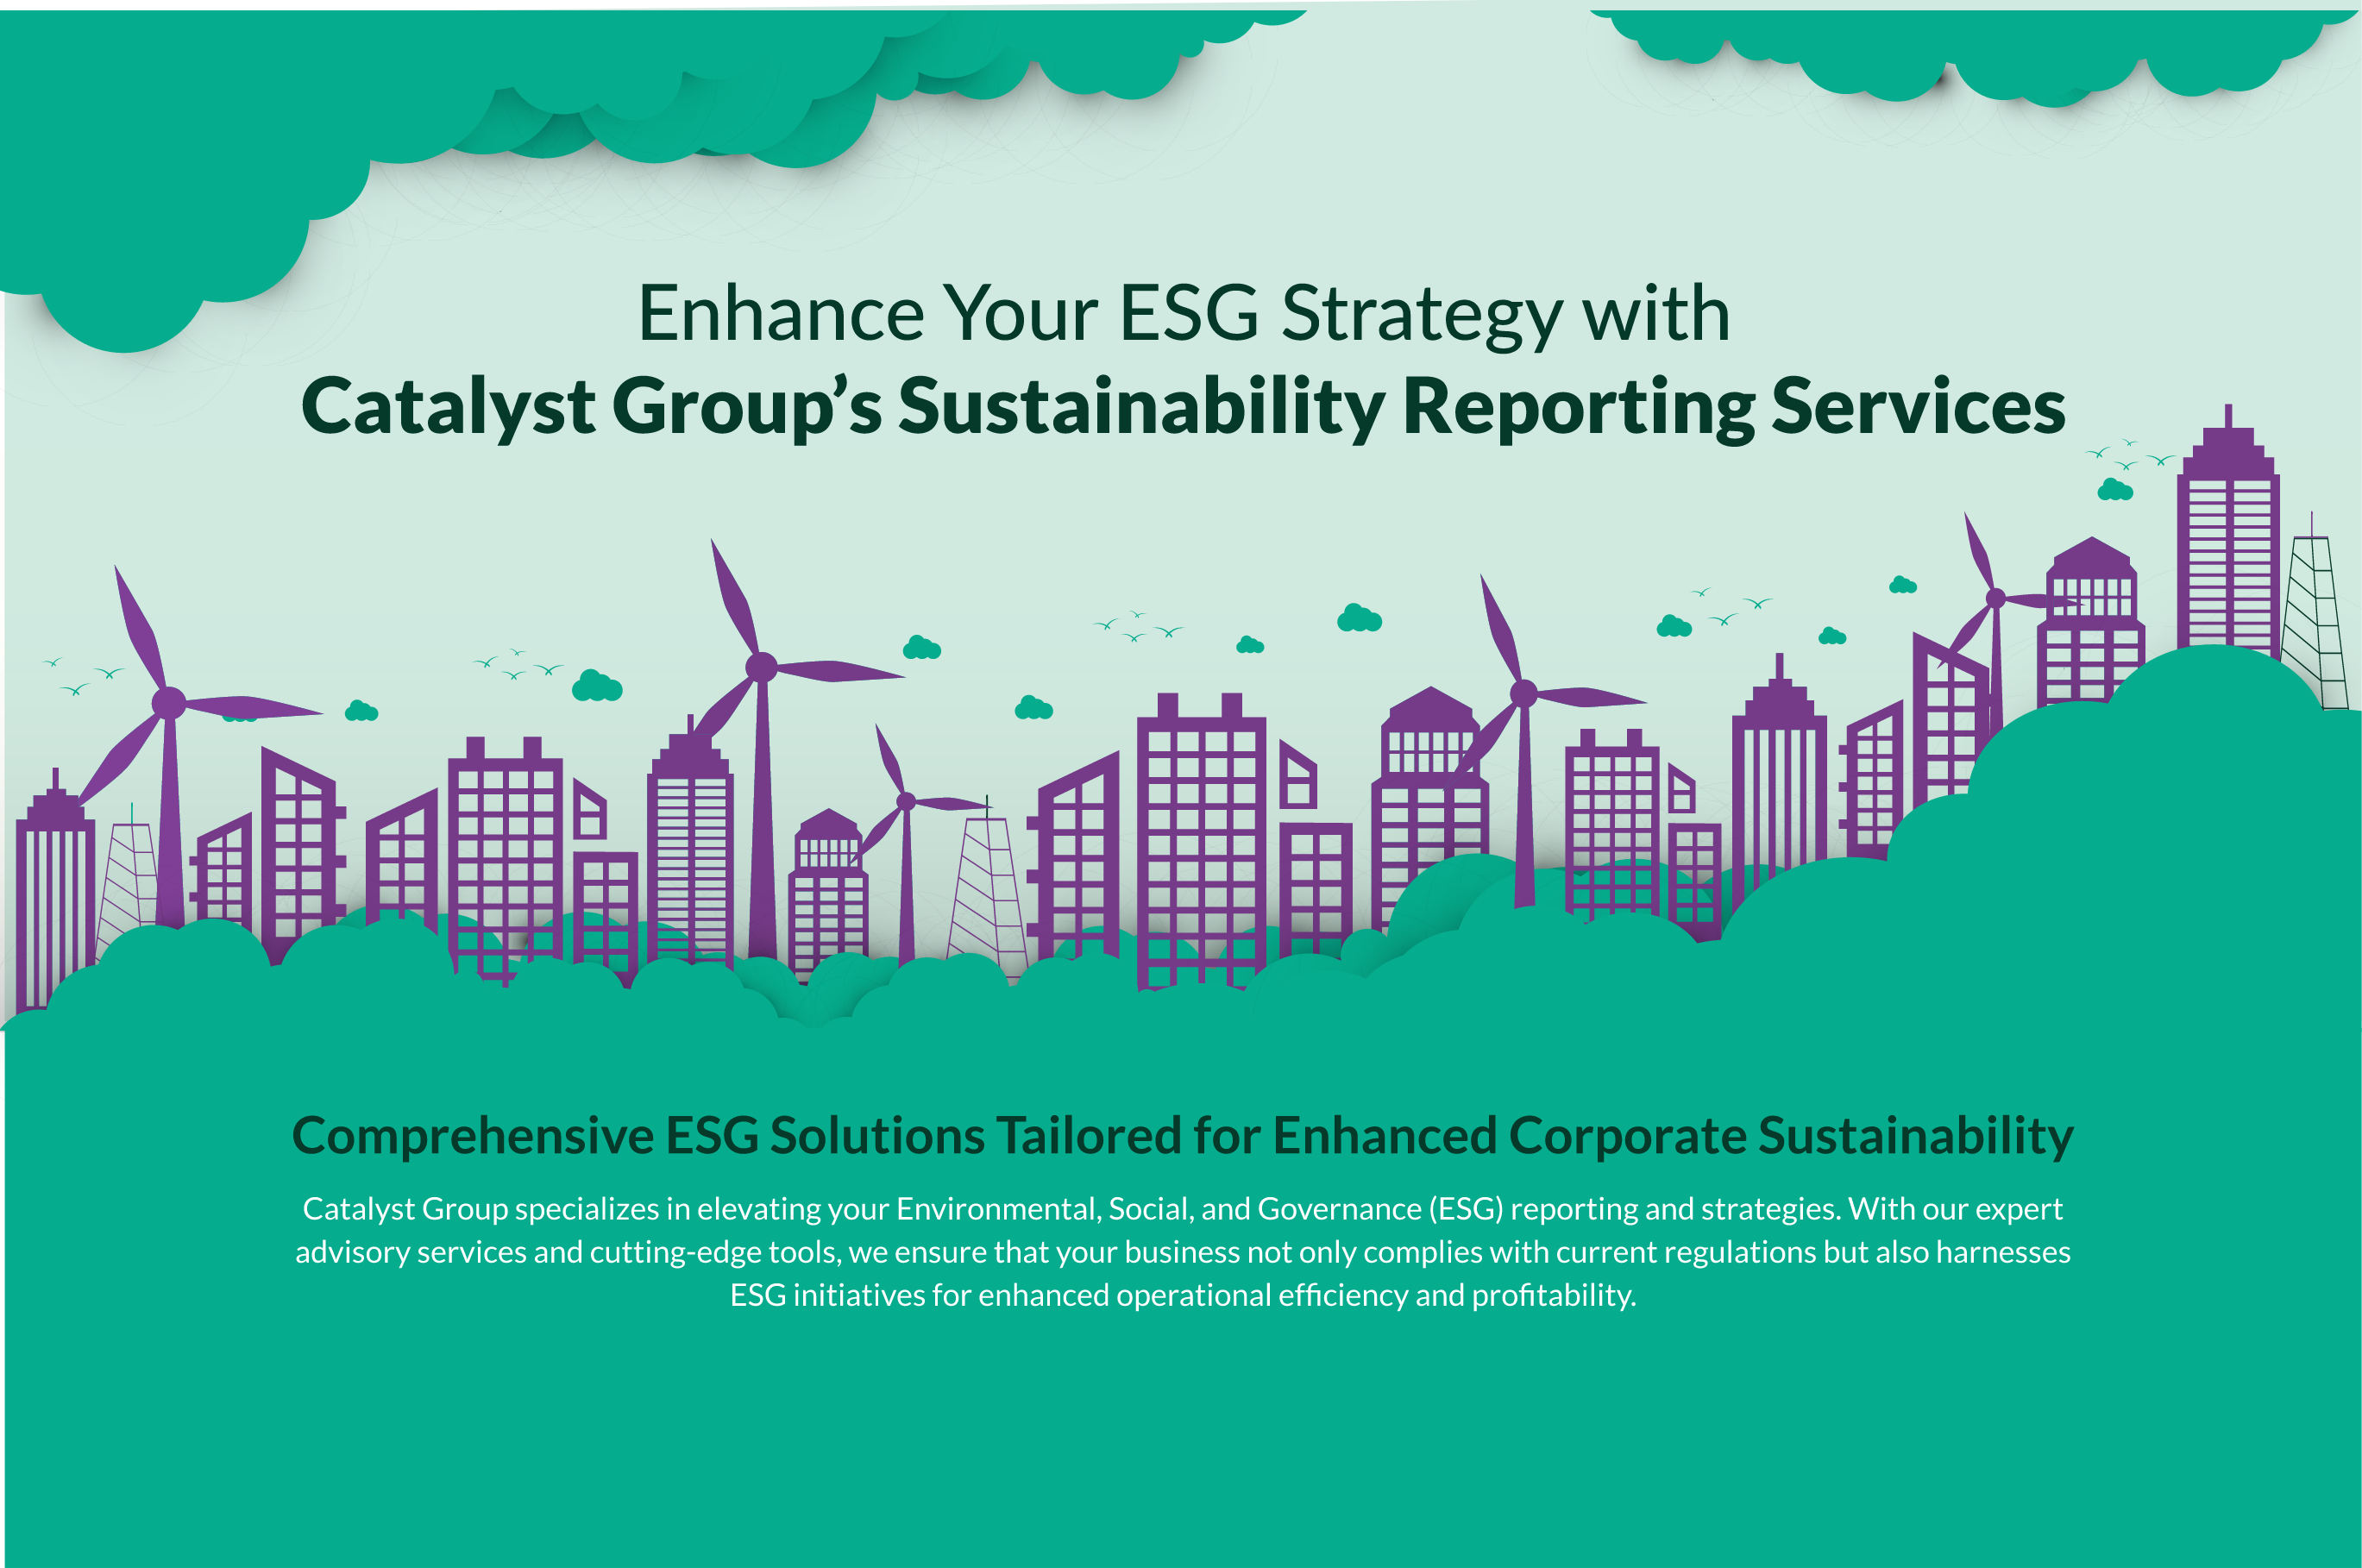 Enhance Your ESG Strategy with
Catalyst Group’s Sustainability Reporting Services
Comprehensive ESG Solutions Tailored for Enhanced Corporate Sustainability
Catalyst Group specializes in elevating your Environmental, Social, and Governance (ESG) reporting and strategies. With our expert
advisory services and cutting-edge tools, we ensure that your business not only complies with current regulations but also harnesses
ESG initiatives for enhanced operational efficiency and profitability.